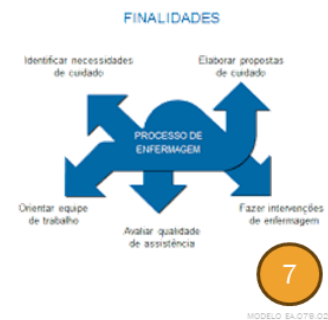 FINALIDADES
Identificar necessidades
de cuidado
Elaborar propostas
de cuidado
PROCESSO DE
ENFERMAGEM
Orientar equipe
de trabalho
Avaliar qualidade
de assistência
Fazer intervenções
de enfermagem
7
MODELO EA.079.02